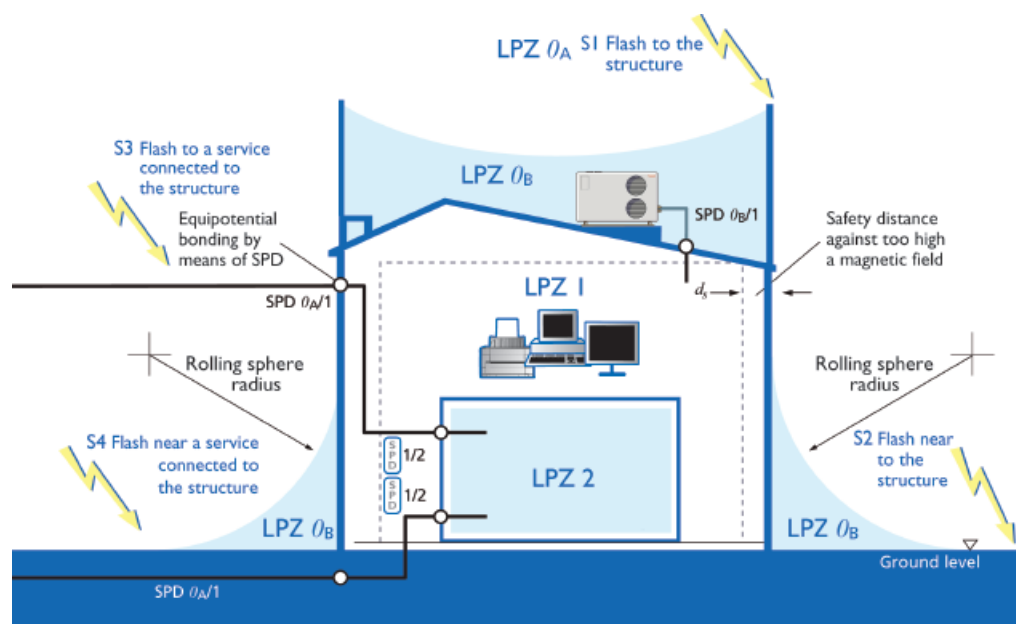 LPZ 0A
S1 Flash to the
structure
S3 Flash to a service
connected to
the structure
LPZ 0B
Equipotential
bonding by
means of SPD
SPD 0B/1
Safety distance
against too high
a magnetic field
SPD 0A/1
LPZ 1
ds
Rolling sphere
radius
Rolling sphere
radius
S4 Flash near a service
connected to
the structure
SPD 1/2
SPD 1/2
LPZ 2
S2 Flash near
to the
structure
LPZ 0B
LPZ 0B
Ground level
SPD 0A/1